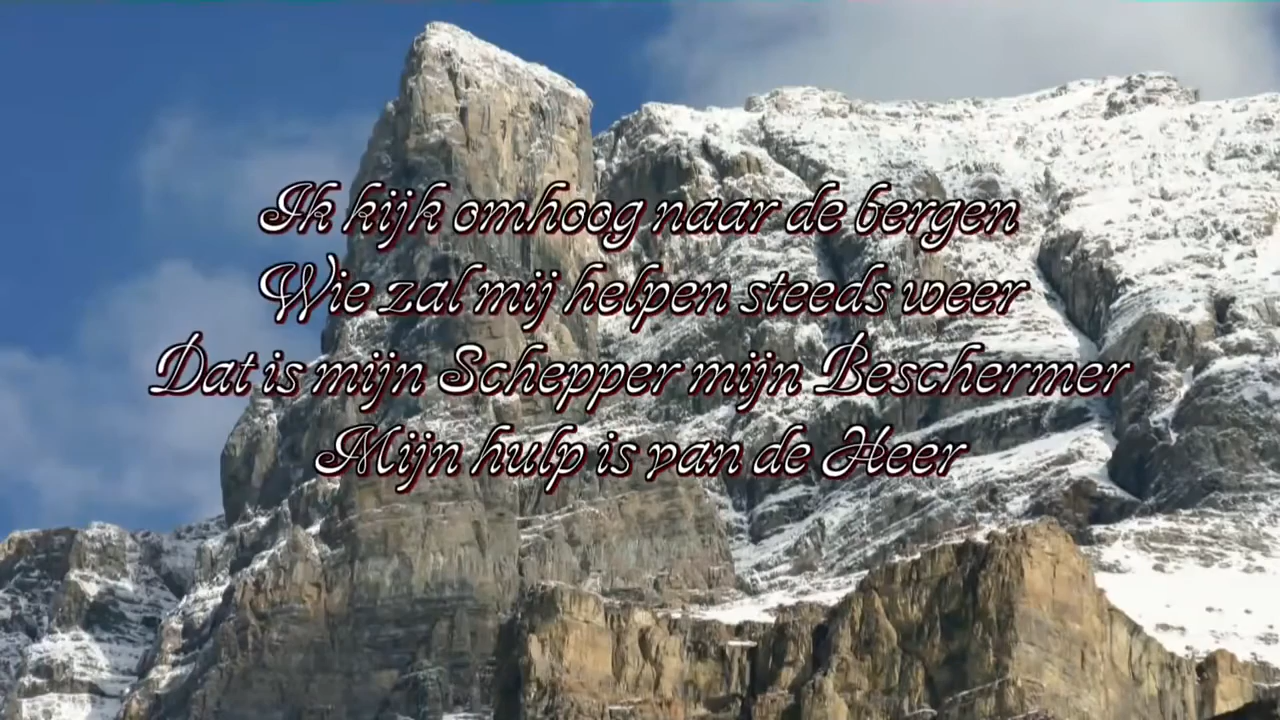 Ik kijk omhoog naar de bergen
Wie zal mij helpen steeds weer
Dat is mijn Schepper mijn Beschermer
Mijn hulp is van de Heer